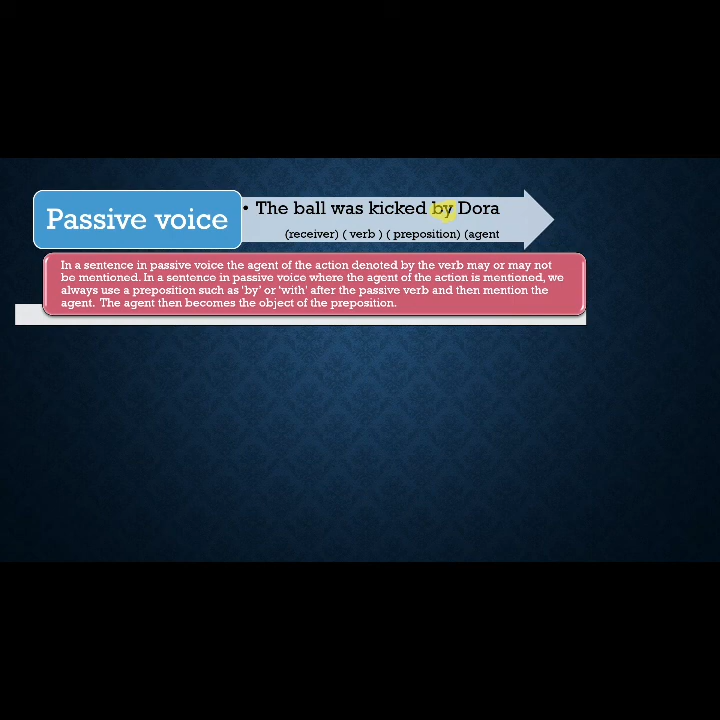 Passive voice
• The ball was kicked by Dora
(receiver) ( verb ) ( preposition) (agent
In a sentence in passive voice the agent of the action denoted by the verb may or may not
be mentioned. In a sentence in passive voice where the agent of the action is mentioned, we
always use a preposition such as 'by' or 'with' after the passive verb and then mention the
agent. The agent then becomes the object of the preposition.